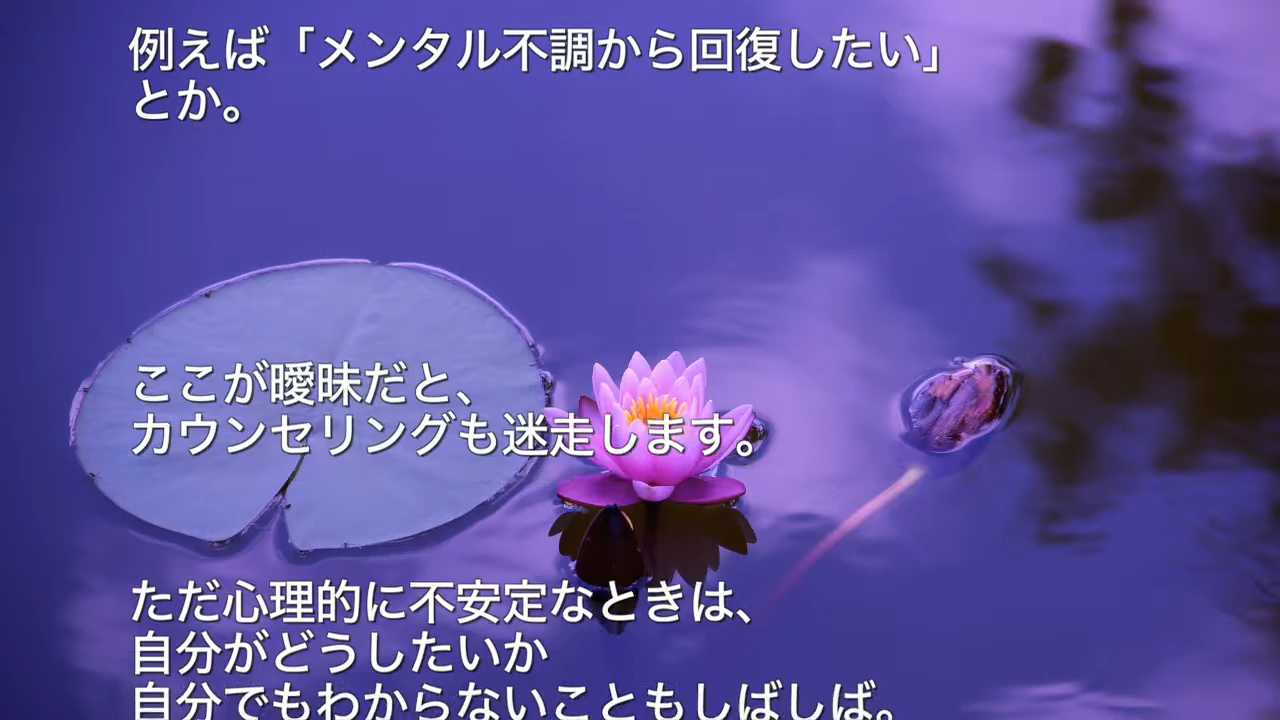 例えば「メンタル不調から回復したい」
とか。
ここが曖昧だと、
カウンセリングも迷走します。
ただ心理的に不安定なときは、
自分がどうしたいか
自分でもわからないこともしばしば。